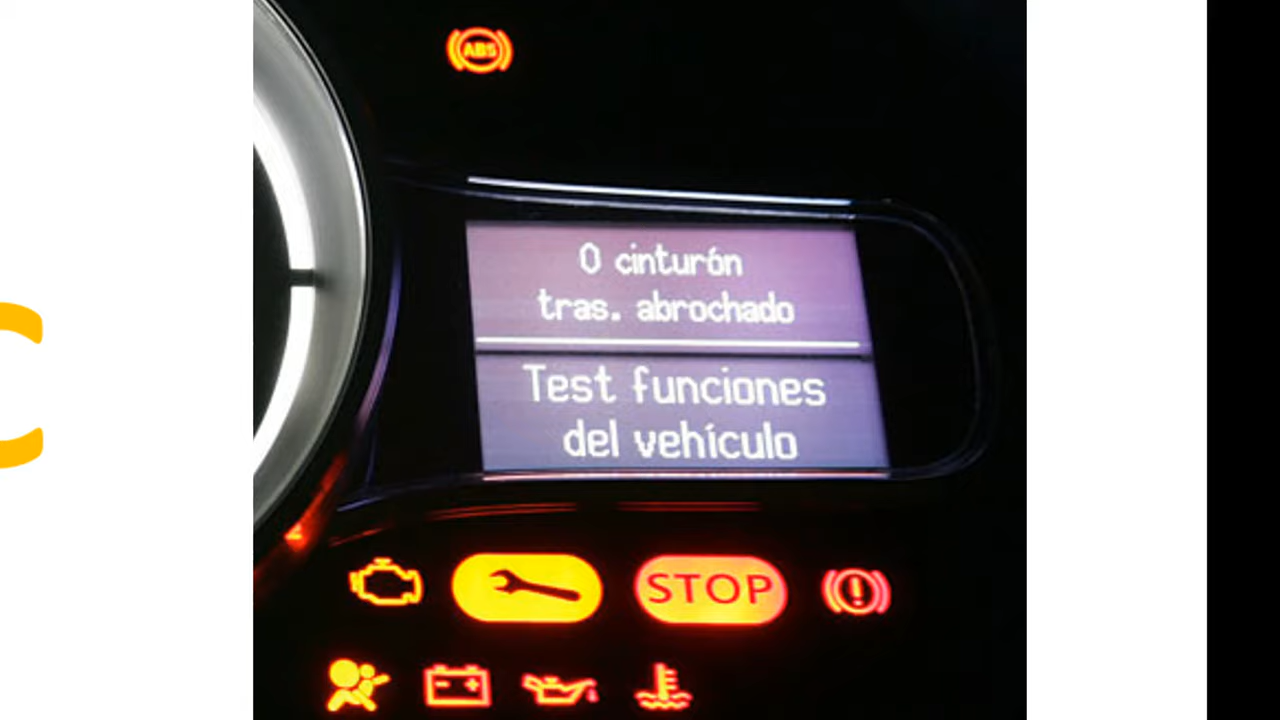 ABS
0 cinturón
tras. abrochado
Test funciones
del vehículo
STOP